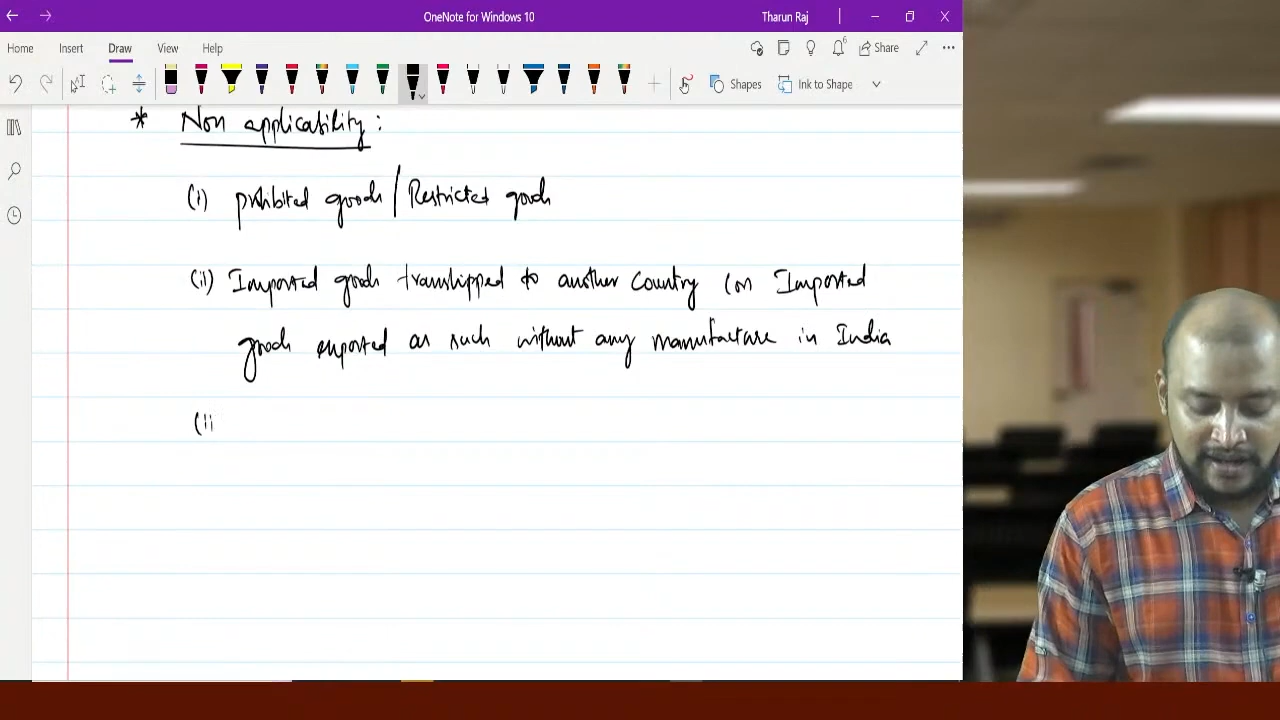 OneNote for Windows 10
Tharun Raj
Home Insert Draw View Help
6
Share
Shapes
Ink to Shape
* Non applicability :
(i) prohibited goods / Restricted goods
(ii) Imported goods transhipped to another country (or) Imported
goods exported as such without any manufacture in India
(ii